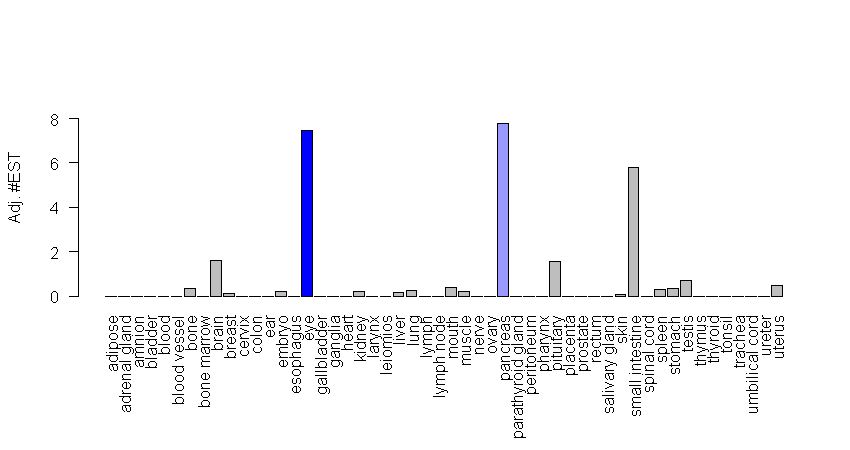 Adj. #EST
8
6
4
2
0
adipose
adrenal gland
amnion
bladder
blood
blood vessel
bone
bone marrow
brain
breast
cervix
colon
ear
embryo
esophagus
eye
gallbladder
ganglia
heart
kidney
larynx
leiomios
liver
lung
lymph
lymph node
mouth
muscle
nerve
ovary
pancreas
parathyroid gland
peritoneum
pharynx
pituitary
placenta
prostate
rectum
salivary gland
skin
small intestine
spinal cord
spleen
stomach
testis
thymus
thyroid
tonsil
trachea
umbilical cord
ureter
uterus